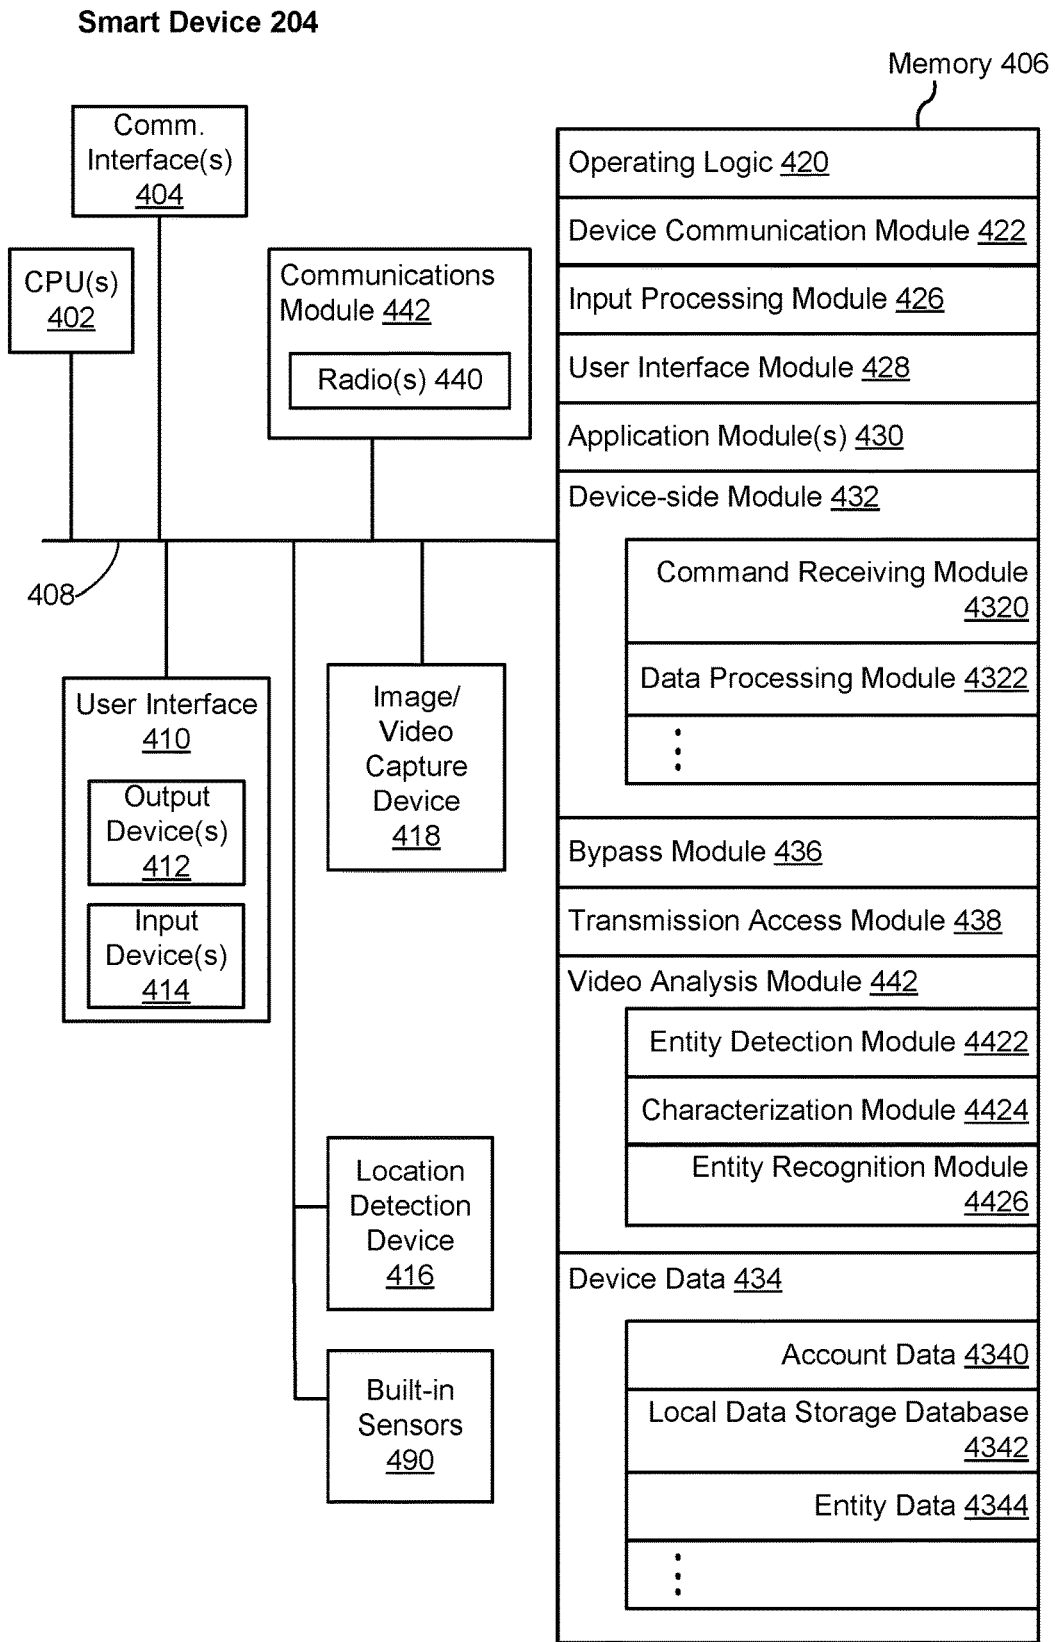 Smart Device 204
Memory 406
Comm.
Interface(s)
404
CPU(s)
402
Communications
Module 442
Radio(s) 440
408
User Interface
410
Output
Device(s)
412
Input
Device(s)
414
Image/
Video
Capture
Device
418
Location
Detection
Device
416
Built-in
Sensors
490
Operating Logic 420
Device Communication Module 422
Input Processing Module 426
User Interface Module 428
Application Module(s) 430
Device-side Module 432
Command Receiving Module
4320
Data Processing Module 4322
Bypass Module 436
Transmission Access Module 438
Video Analysis Module 442
Entity Detection Module 4422
Characterization Module 4424
Entity Recognition Module
4426
Device Data 434
Account Data 4340
Local Data Storage Database
4342
Entity Data 4344